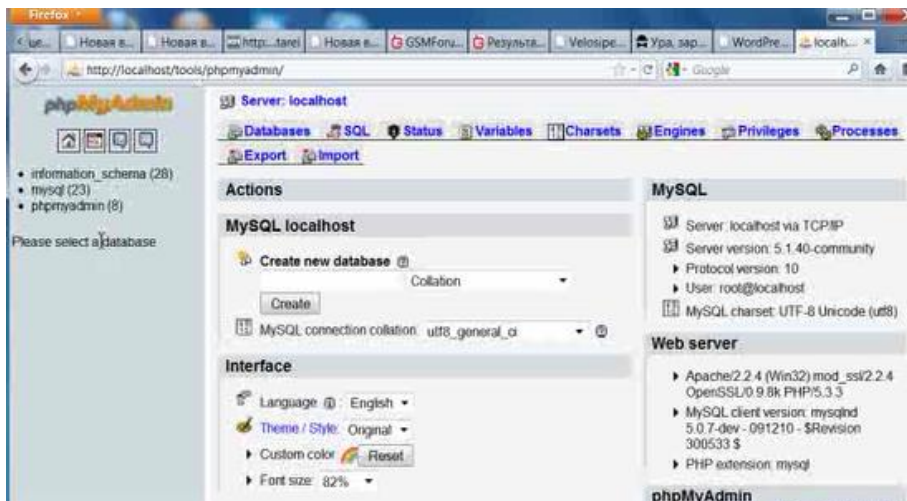 Firefox
Новая в...
Новая в...
http:...tarei
Новая в...
GSMForu...
Результа...
Velosipe...
Ура, зар...
WordPre...
localh...
http://localhost/tools/phpmyadmin/
Google
phpMyAdmin
information_schema (28)
mysql (23)
phpmyadmin (8)
Please select a database
Server: localhost
Databases SQL Status Variables Charsets Engines Privileges Processes
Export Import
Actions
MySQL localhost
Create new database
Collation
Create
MySQL connection collation: utf8_general_ci
Interface
Language : English
Theme / Style: Original
Custom color Reset
Font size: 82%
MySQL
Server: localhost via TCP/IP
Server version: 5.1.40-community
Protocol version: 10
User: root@localhost
MySQL charset: UTF-8 Unicode (utf8)
Web server
Apache/2.2.4 (Win32) mod_ssl/2.2.4
OpenSSL/0.9.8k PHP/5.3.3
MySQL client version: mysqlnd
5.0.7-dev - 091210 - $Revision
300533 $
PHP extension: mysql
phpMyAdmin